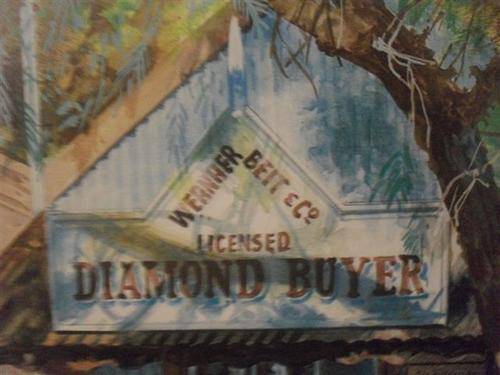 WERNHER BEIT & Co
LICENSED
DIAMOND BUYER